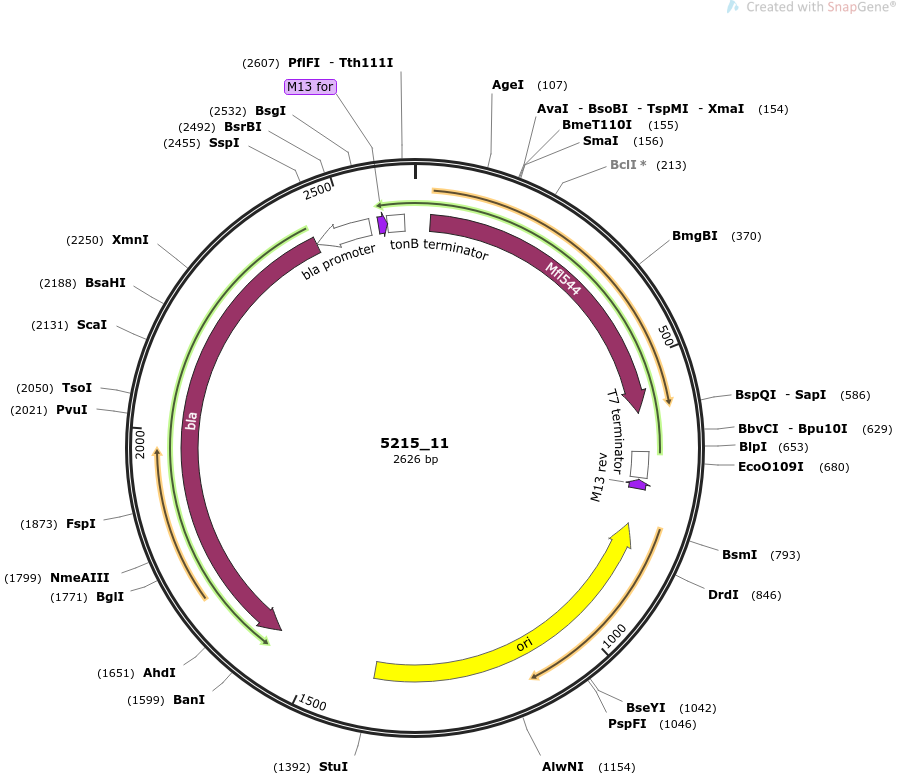 Created with SnapGene®
(2607) PflFI - Tth111I
M13 for
(2532) BsgI
(2492) BsrBI
(2455) SspI
AgeI (107)
AvaI - BsoBI - TspMI - XmaI (154)
BmeT110I (155)
SmaI (156)
BclI * (213)
2500
bla promoter
tonB terminator
Mfl544
(2250) XmnI
BmgBI (370)
(2188) BsaHI
(2131) ScaI
500
(2050) TsoI
(2021) PvuI
bla
2000
T7 terminator
M13 rev
5215_11
2626 bp
BspQI - SapI (586)
BbvCI - Bpu10I (629)
BlpI (653)
EcoO109I (680)
(1873) FspI
BsmI (793)
(1799) NmeAIII
(1771) BglI
DrdI (846)
ori
1000
(1651) AhdI
(1599) BanI
1500
BseYI (1042)
PspFI (1046)
(1392) StuI
AlwNI (1154)